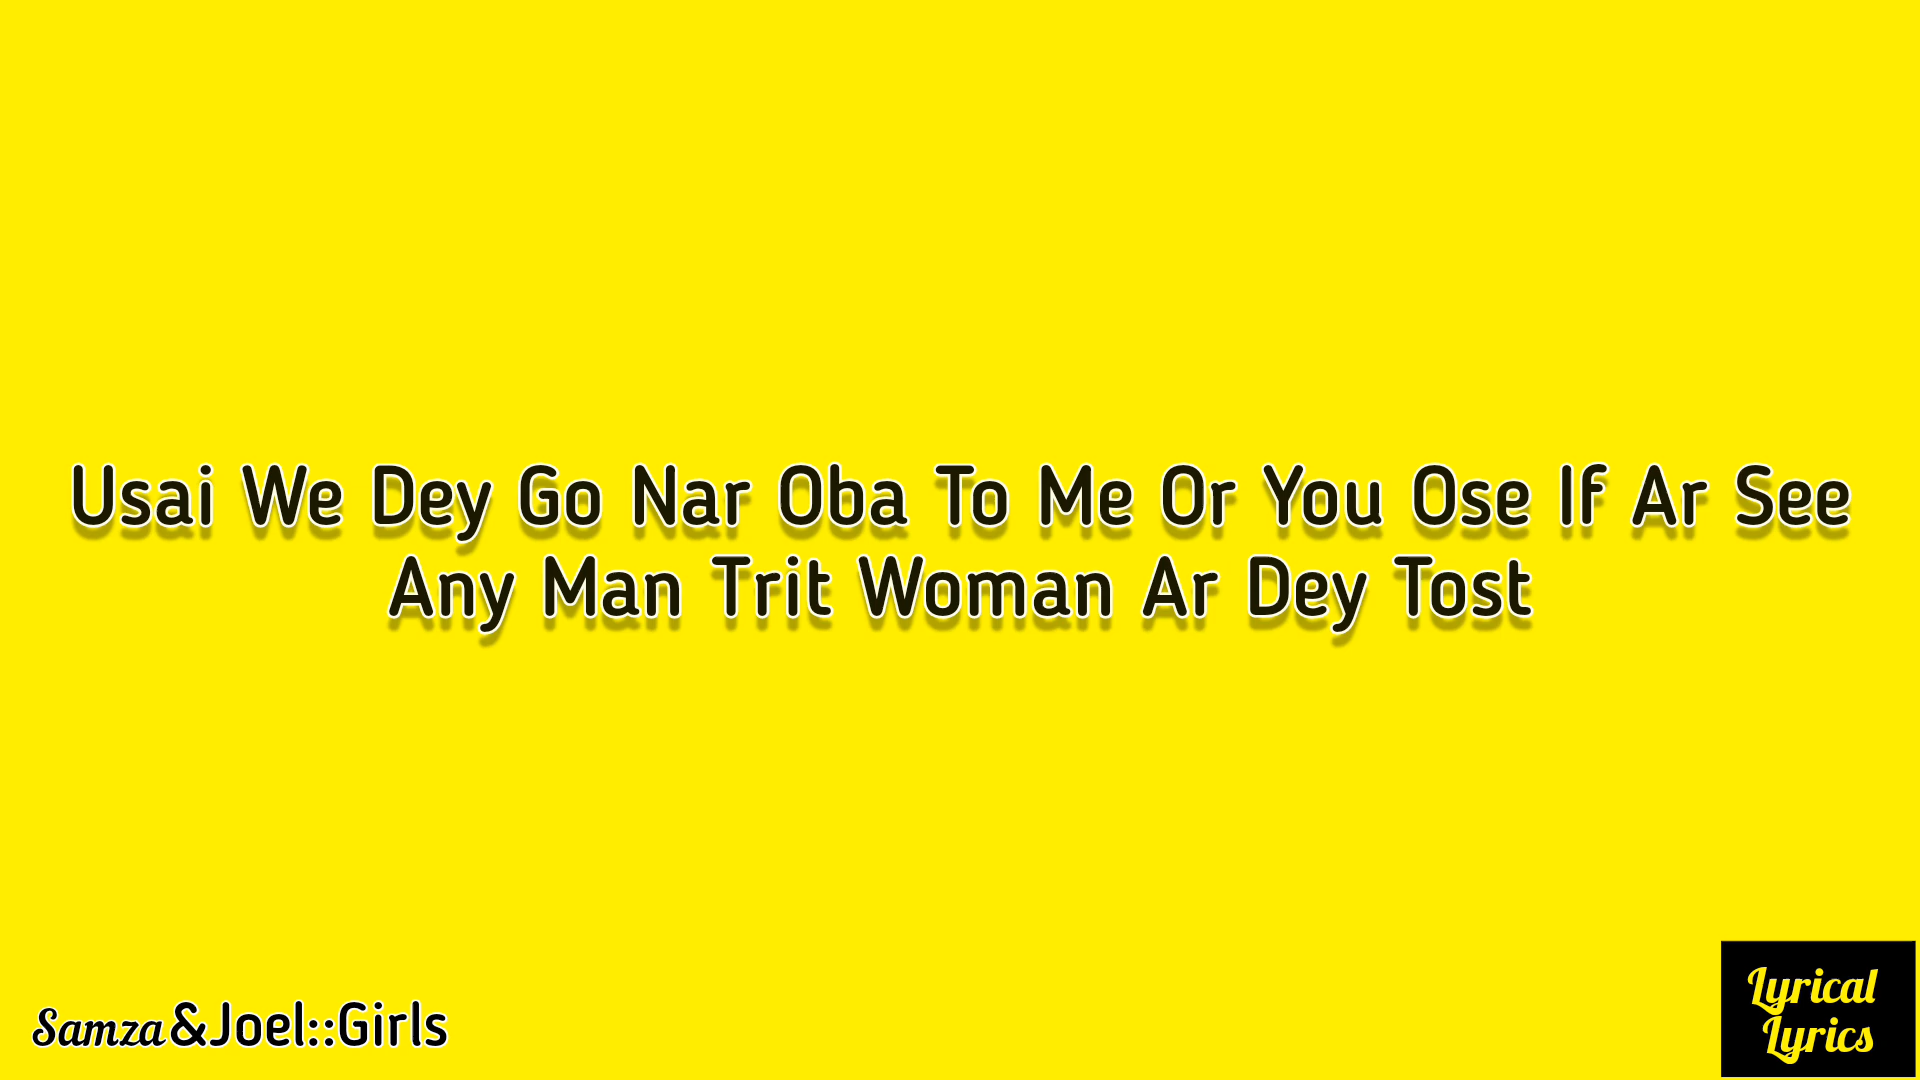 Usai We Dey Go Nar Oba To Me Or You Ose If Ar See
Any Man Trit Woman Ar Dey Tost
Samza&Joel::Girls
Lyrical
Lyrics